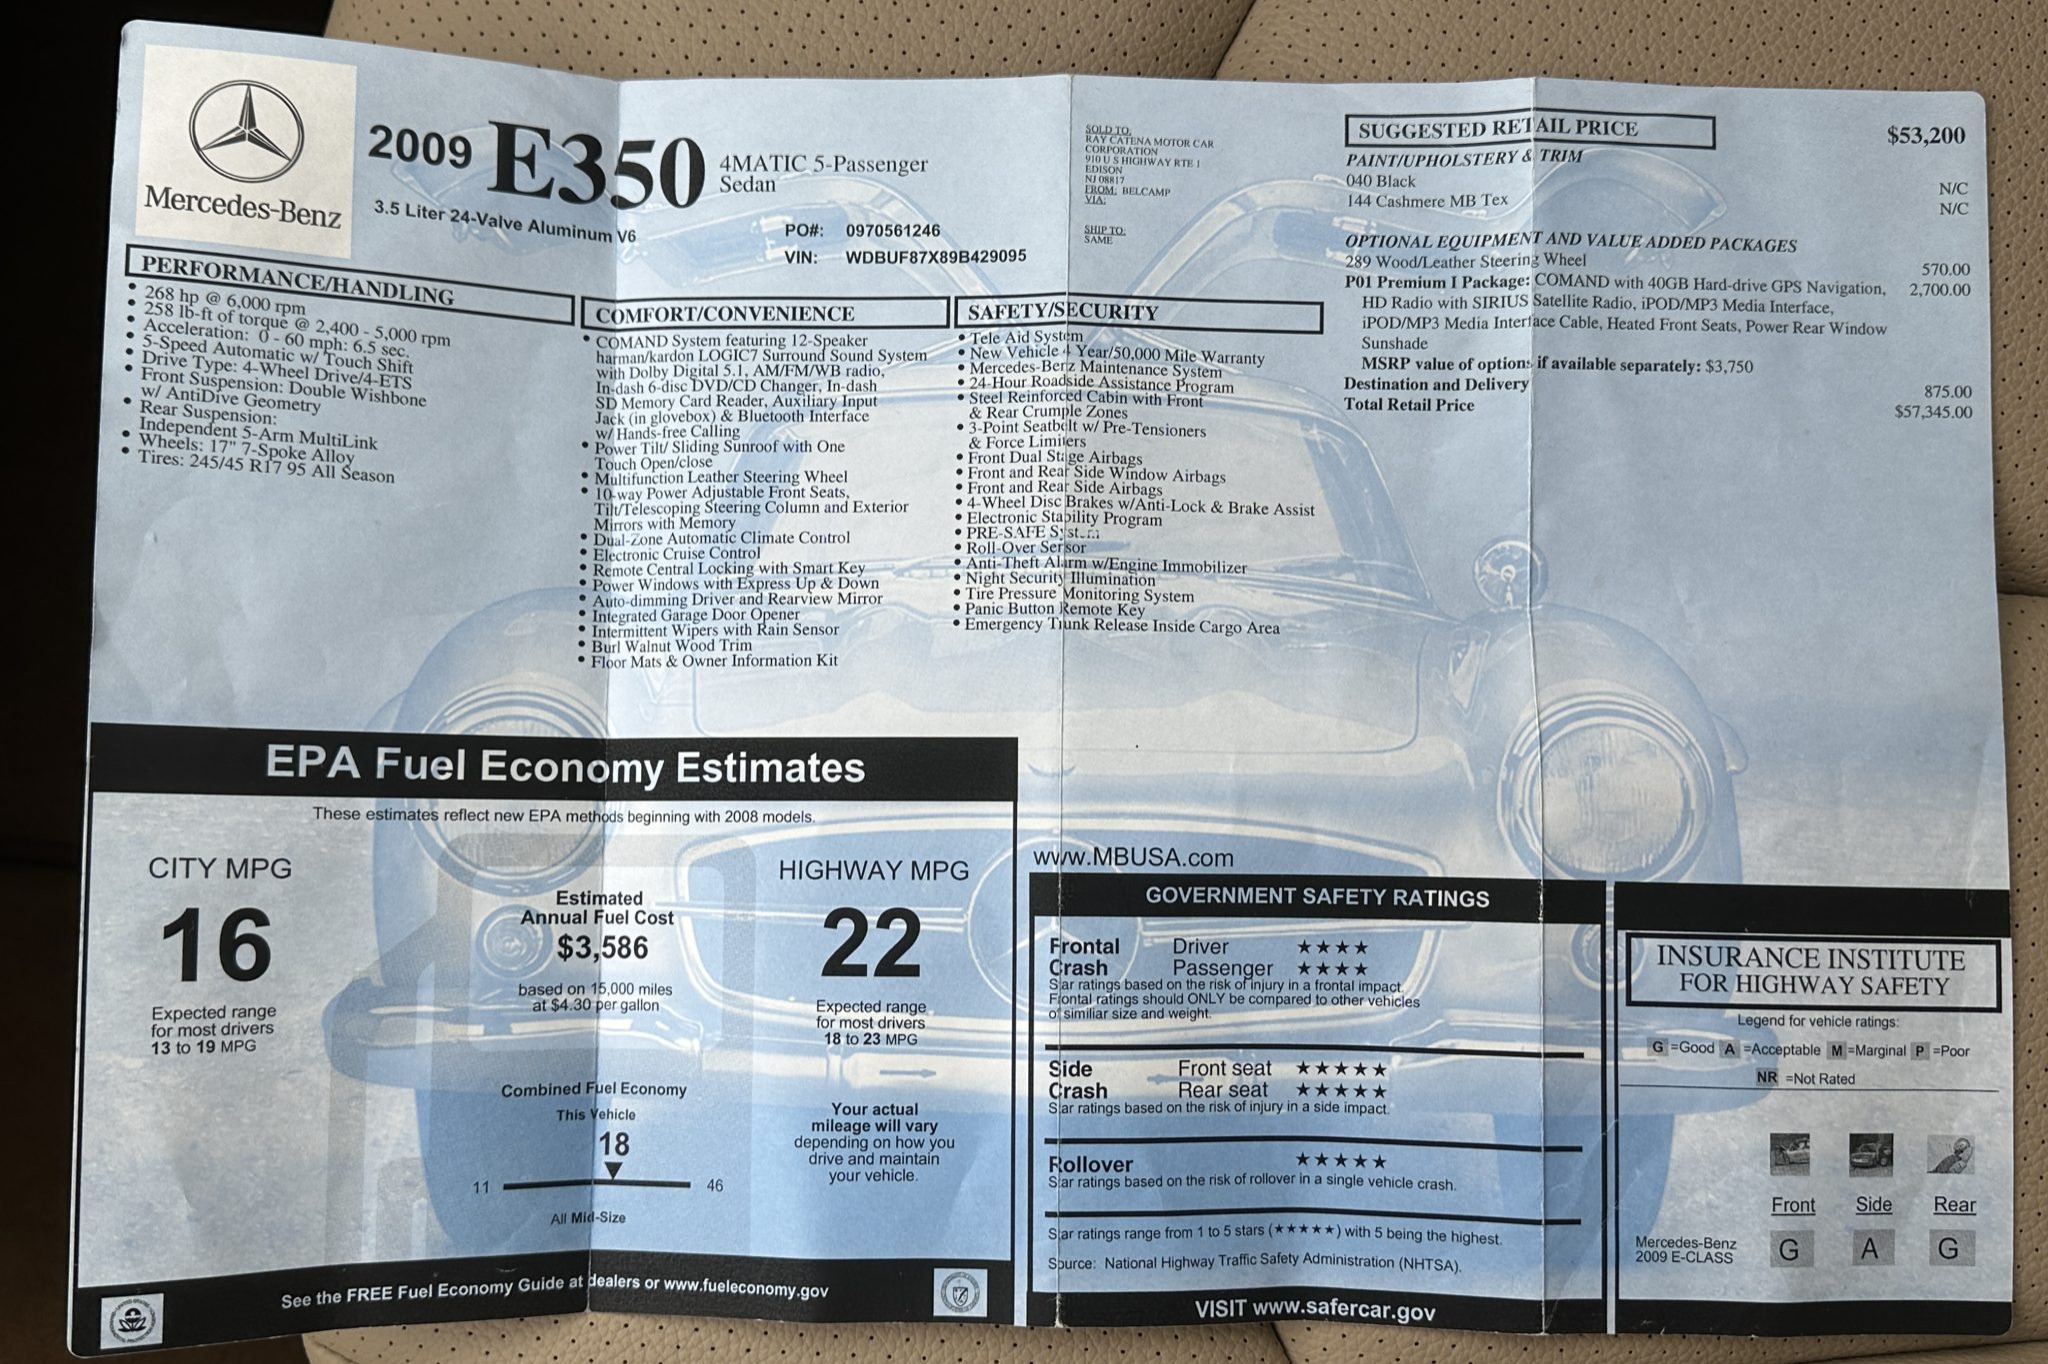 Mercedes-Benz
2009 E350
4MATIC 5-Passenger
Sedan
3.5 Liter 24-Valve Aluminum V6
PO#: 0970561246
VIN: WDBUF87X89B429095
SOLD TO:
RAY CATENA MOTOR CAR
CORPORATION
910 U S HIGHWAY RTE 1
EDISON
NJ 08817
FROM: BELCAMP
VIA:
SHIP TO:
SAME
PERFORMANCE/HANDLING
• 268 hp @ 6,000 rpm
• 258 lb-ft of torque @ 2,400 - 5,000 rpm
• Acceleration: 0 - 60 mph: 6.5 sec.
• 5-Speed Automatic w/ Touch Shift
• Drive Type: 4-Wheel Drive/4-ETS
• Front Suspension: Double Wishbone
w/ AntiDive Geometry
• Rear Suspension:
Independent 5-Arm MultiLink
• Wheels: 17" 7-Spoke Alloy
• Tires: 245/45 R17 95 All Season
COMFORT/CONVENIENCE
• COMAND System featuring 12-Speaker
harman/kardon LOGIC7 Surround Sound System
with Dolby Digital 5.1, AM/FM/WB radio,
In-dash 6-disc DVD/CD Changer, In-dash
SD Memory Card Reader, Auxiliary Input
Jack (in glovebox) & Bluetooth Interface
w/ Hands-free Calling
• Power Tilt/ Sliding Sunroof with One
Touch Open/close
• Multifunction Leather Steering Wheel
• 10-way Power Adjustable Front Seats,
Tilt/Telescoping Steering Column and Exterior
Mirrors with Memory
• Dual-Zone Automatic Climate Control
• Electronic Cruise Control
• Remote Central Locking with Smart Key
• Power Windows with Express Up & Down
• Auto-dimming Driver and Rearview Mirror
• Integrated Garage Door Opener
• Intermittent Wipers with Rain Sensor
• Burl Walnut Wood Trim
• Floor Mats & Owner Information Kit
SAFETY/SECURITY
• Tele Aid System
• New Vehicle 4 Year/50,000 Mile Warranty
• Mercedes-Benz Maintenance System
• 24-Hour Roadside Assistance Program
• Steel Reinforced Cabin with Front
& Rear Crumple Zones
• 3-Point Seatbelt w/ Pre-Tensioners
& Force Limiters
• Front Dual Stage Airbags
• Front and Rear Side Window Airbags
• Front and Rear Side Airbags
• 4-Wheel Disc Brakes w/Anti-Lock & Brake Assist
• Electronic Stability Program
• PRE-SAFE System
• Roll-Over Sensor
• Anti-Theft Alarm w/Engine Immobilizer
• Night Security Illumination
• Tire Pressure Monitoring System
• Panic Button Remote Key
• Emergency Trunk Release Inside Cargo Area
SUGGESTED RETAIL PRICE $53,200
PAINT/UPHOLSTERY & TRIM
040 Black N/C
144 Cashmere MB Tex N/C
OPTIONAL EQUIPMENT AND VALUE ADDED PACKAGES
289 Wood/Leather Steering Wheel 570.00
P01 Premium I Package: COMAND with 40GB Hard-drive GPS Navigation, 2,700.00
HD Radio with SIRIUS Satellite Radio, iPOD/MP3 Media Interface,
iPOD/MP3 Media Interface Cable, Heated Front Seats, Power Rear Window
Sunshade
MSRP value of options if available separately: $3,750
Destination and Delivery 875.00
Total Retail Price $57,345.00
EPA Fuel Economy Estimates
These estimates reflect new EPA methods beginning with 2008 models.
CITY MPG
16
Expected range
for most drivers
13 to 19 MPG
Estimated
Annual Fuel Cost
$3,586
based on 15,000 miles
at $4.30 per gallon
Combined Fuel Economy
This Vehicle
18
11 46
All Mid-Size
HIGHWAY MPG
22
Expected range
for most drivers
18 to 23 MPG
Your actual
mileage will vary
depending on how you
drive and maintain
your vehicle.
See the FREE Fuel Economy Guide at dealers or www.fueleconomy.gov
www.MBUSA.com
GOVERNMENT SAFETY RATINGS
Frontal Driver ★★★★
Crash Passenger ★★★★
Star ratings based on the risk of injury in a frontal impact.
Frontal ratings should ONLY be compared to other vehicles
of similiar size and weight.
Side Front seat ★★★★★
Crash Rear seat ★★★★★
Star ratings based on the risk of injury in a side impact.
Rollover ★★★★★
Star ratings based on the risk of rollover in a single vehicle crash.
Star ratings range from 1 to 5 stars (★★★★★) with 5 being the highest.
Source: National Highway Traffic Safety Administration (NHTSA).
VISIT www.safercar.gov
INSURANCE INSTITUTE
FOR HIGHWAY SAFETY
Legend for vehicle ratings:
G =Good A =Acceptable M =Marginal P =Poor
NR =Not Rated
Front Side Rear
Mercedes-Benz
2009 E-CLASS
G A G